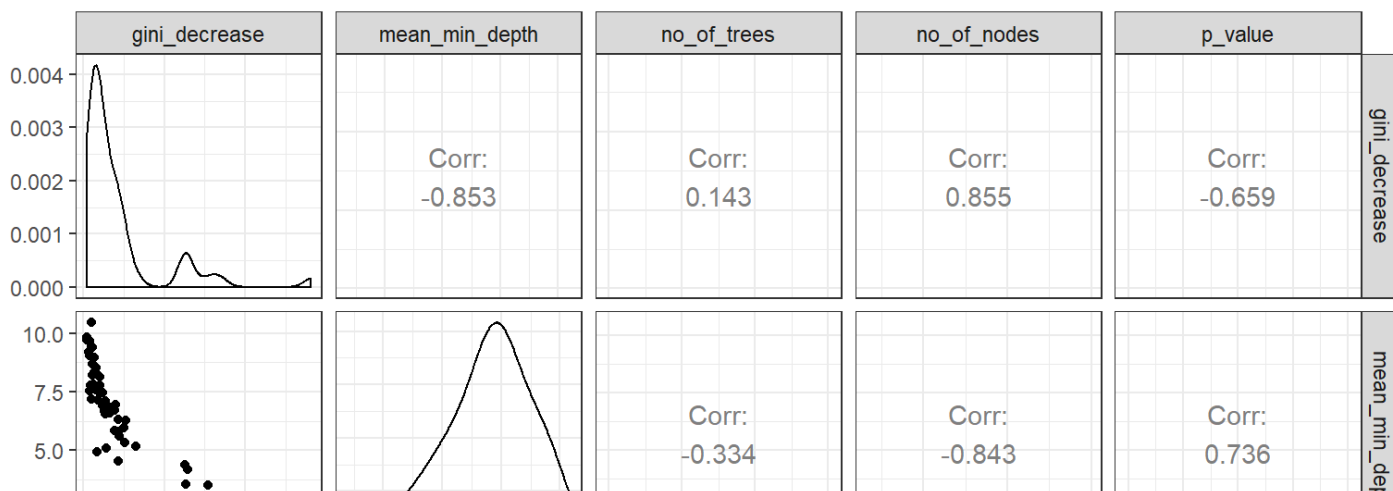 gini_decrease mean_min_depth no_of_trees no_of_nodes p_value
0.004
0.003
0.002
0.001
0.000
Corr:
-0.853
Corr:
0.143
Corr:
0.855
Corr:
-0.659
gini_decrease
10.0
7.5
5.0
Corr:
-0.334
Corr:
-0.843
Corr:
0.736
mean_min_dep